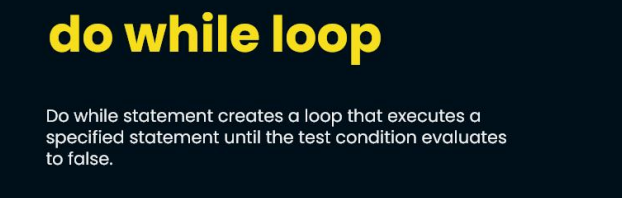 do while loop
Do while statement creates a loop that executes a
specified statement until the test condition evaluates
to false.